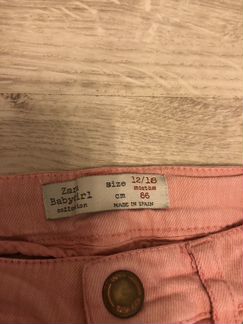 Zara
Babygirl
collection
size 12/18
months
cm 86
MADE IN SPAIN